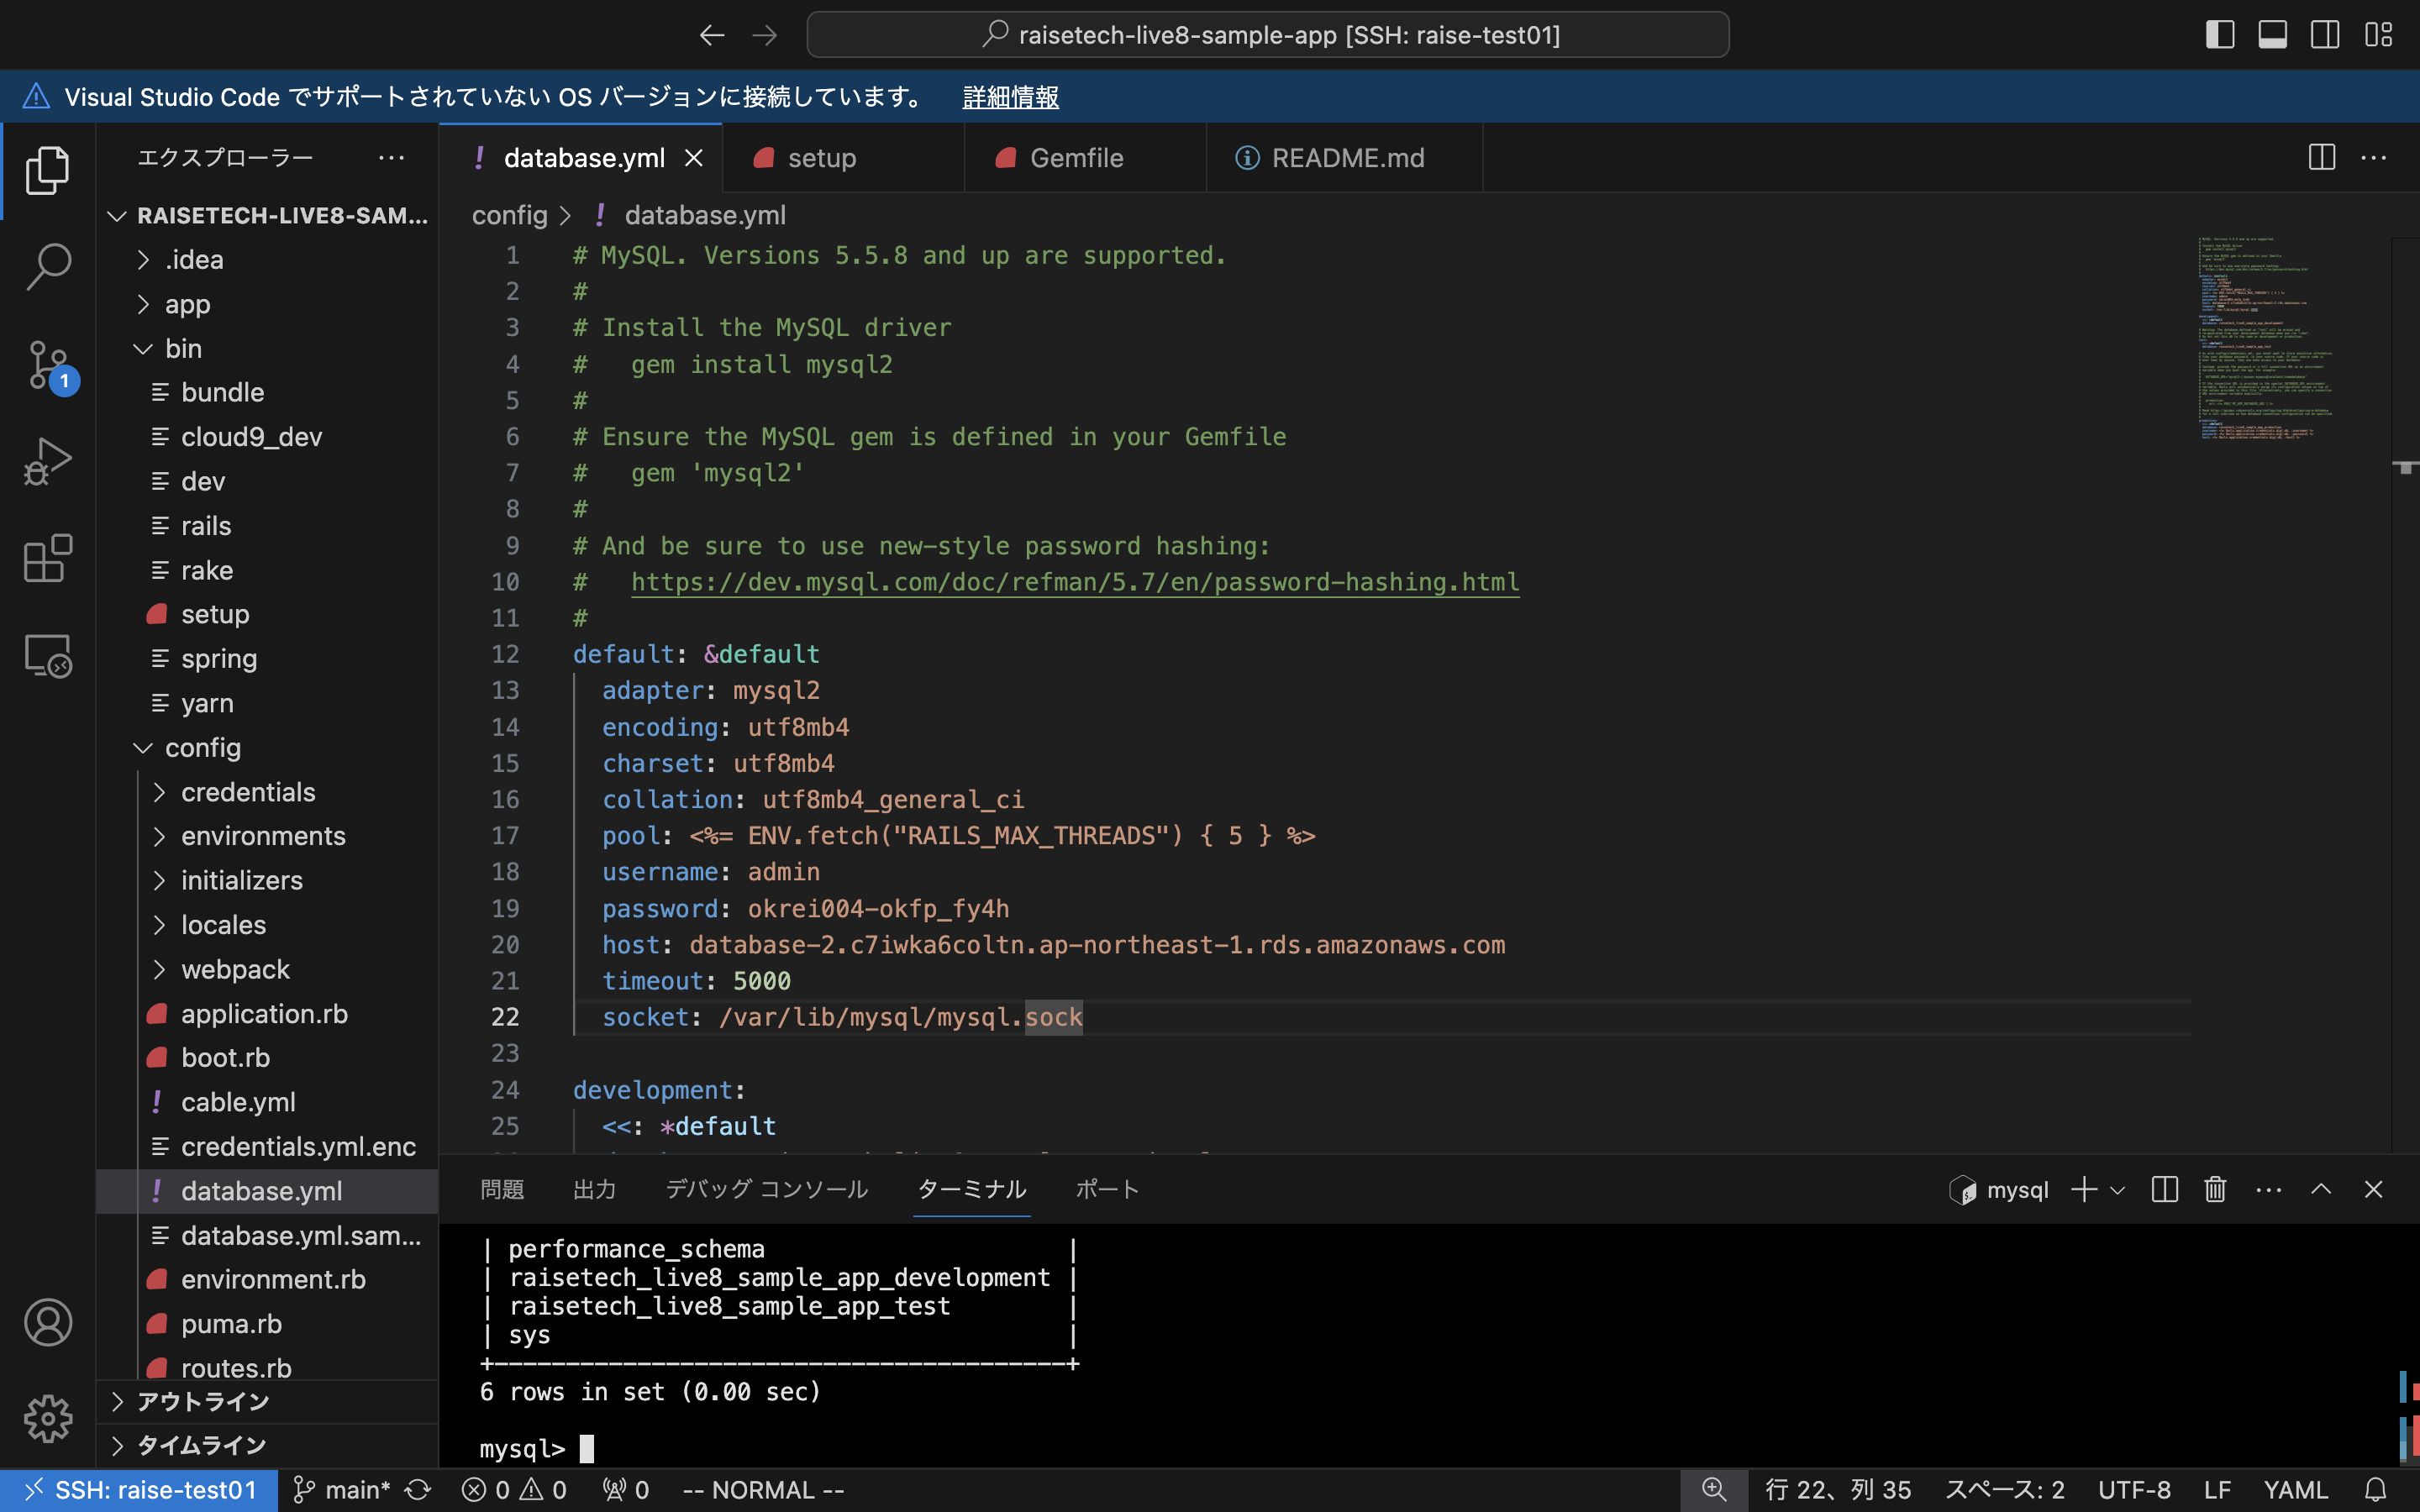 raisetech-live8-sample-app [SSH: raise-test01]
Visual Studio Code でサポートされていない OS バージョンに接続しています。 詳細情報
エクスプローラー
database.yml
setup
Gemfile
README.md
RAISETECH-LIVE8-SAM...
.idea
app
bin
bundle
cloud9_dev
dev
rails
rake
setup
spring
yarn
config
credentials
environments
initializers
locales
webpack
application.rb
boot.rb
cable.yml
credentials.yml.enc
database.yml
database.yml.sam...
environment.rb
puma.rb
routes.rb
アウトライン
タイムライン
1
config > ! database.yml
1 # MySQL. Versions 5.5.8 and up are supported.
2 #
3 # Install the MySQL driver
4 #   gem install mysql2
5 #
6 # Ensure the MySQL gem is defined in your Gemfile
7 #   gem 'mysql2'
8 #
9 # And be sure to use new-style password hashing:
10 #   https://dev.mysql.com/doc/refman/5.7/en/password-hashing.html
11 #
12 default: &default
13   adapter: mysql2
14   encoding: utf8mb4
15   charset: utf8mb4
16   collation: utf8mb4_general_ci
17   pool: <%= ENV.fetch("RAILS_MAX_THREADS") { 5 } %>
18   username: admin
19   password: okrei004-okfp_fy4h
20   host: database-2.c7iwka6coltn.ap-northeast-1.rds.amazonaws.com
21   timeout: 5000
22   socket: /var/lib/mysql/mysql.sock
23
24 development:
25   <<: *default
問題 出力 デバッグ コンソール ターミナル ポート
mysql
| performance_schema |
| raisetech_live8_sample_app_development |
| raisetech_live8_sample_app_test |
| sys |
+----------------------------------------+
6 rows in set (0.00 sec)
mysql>
SSH: raise-test01 main* 0 0 0 -- NORMAL -- 行 22、列 35 スペース: 2 UTF-8 LF YAML